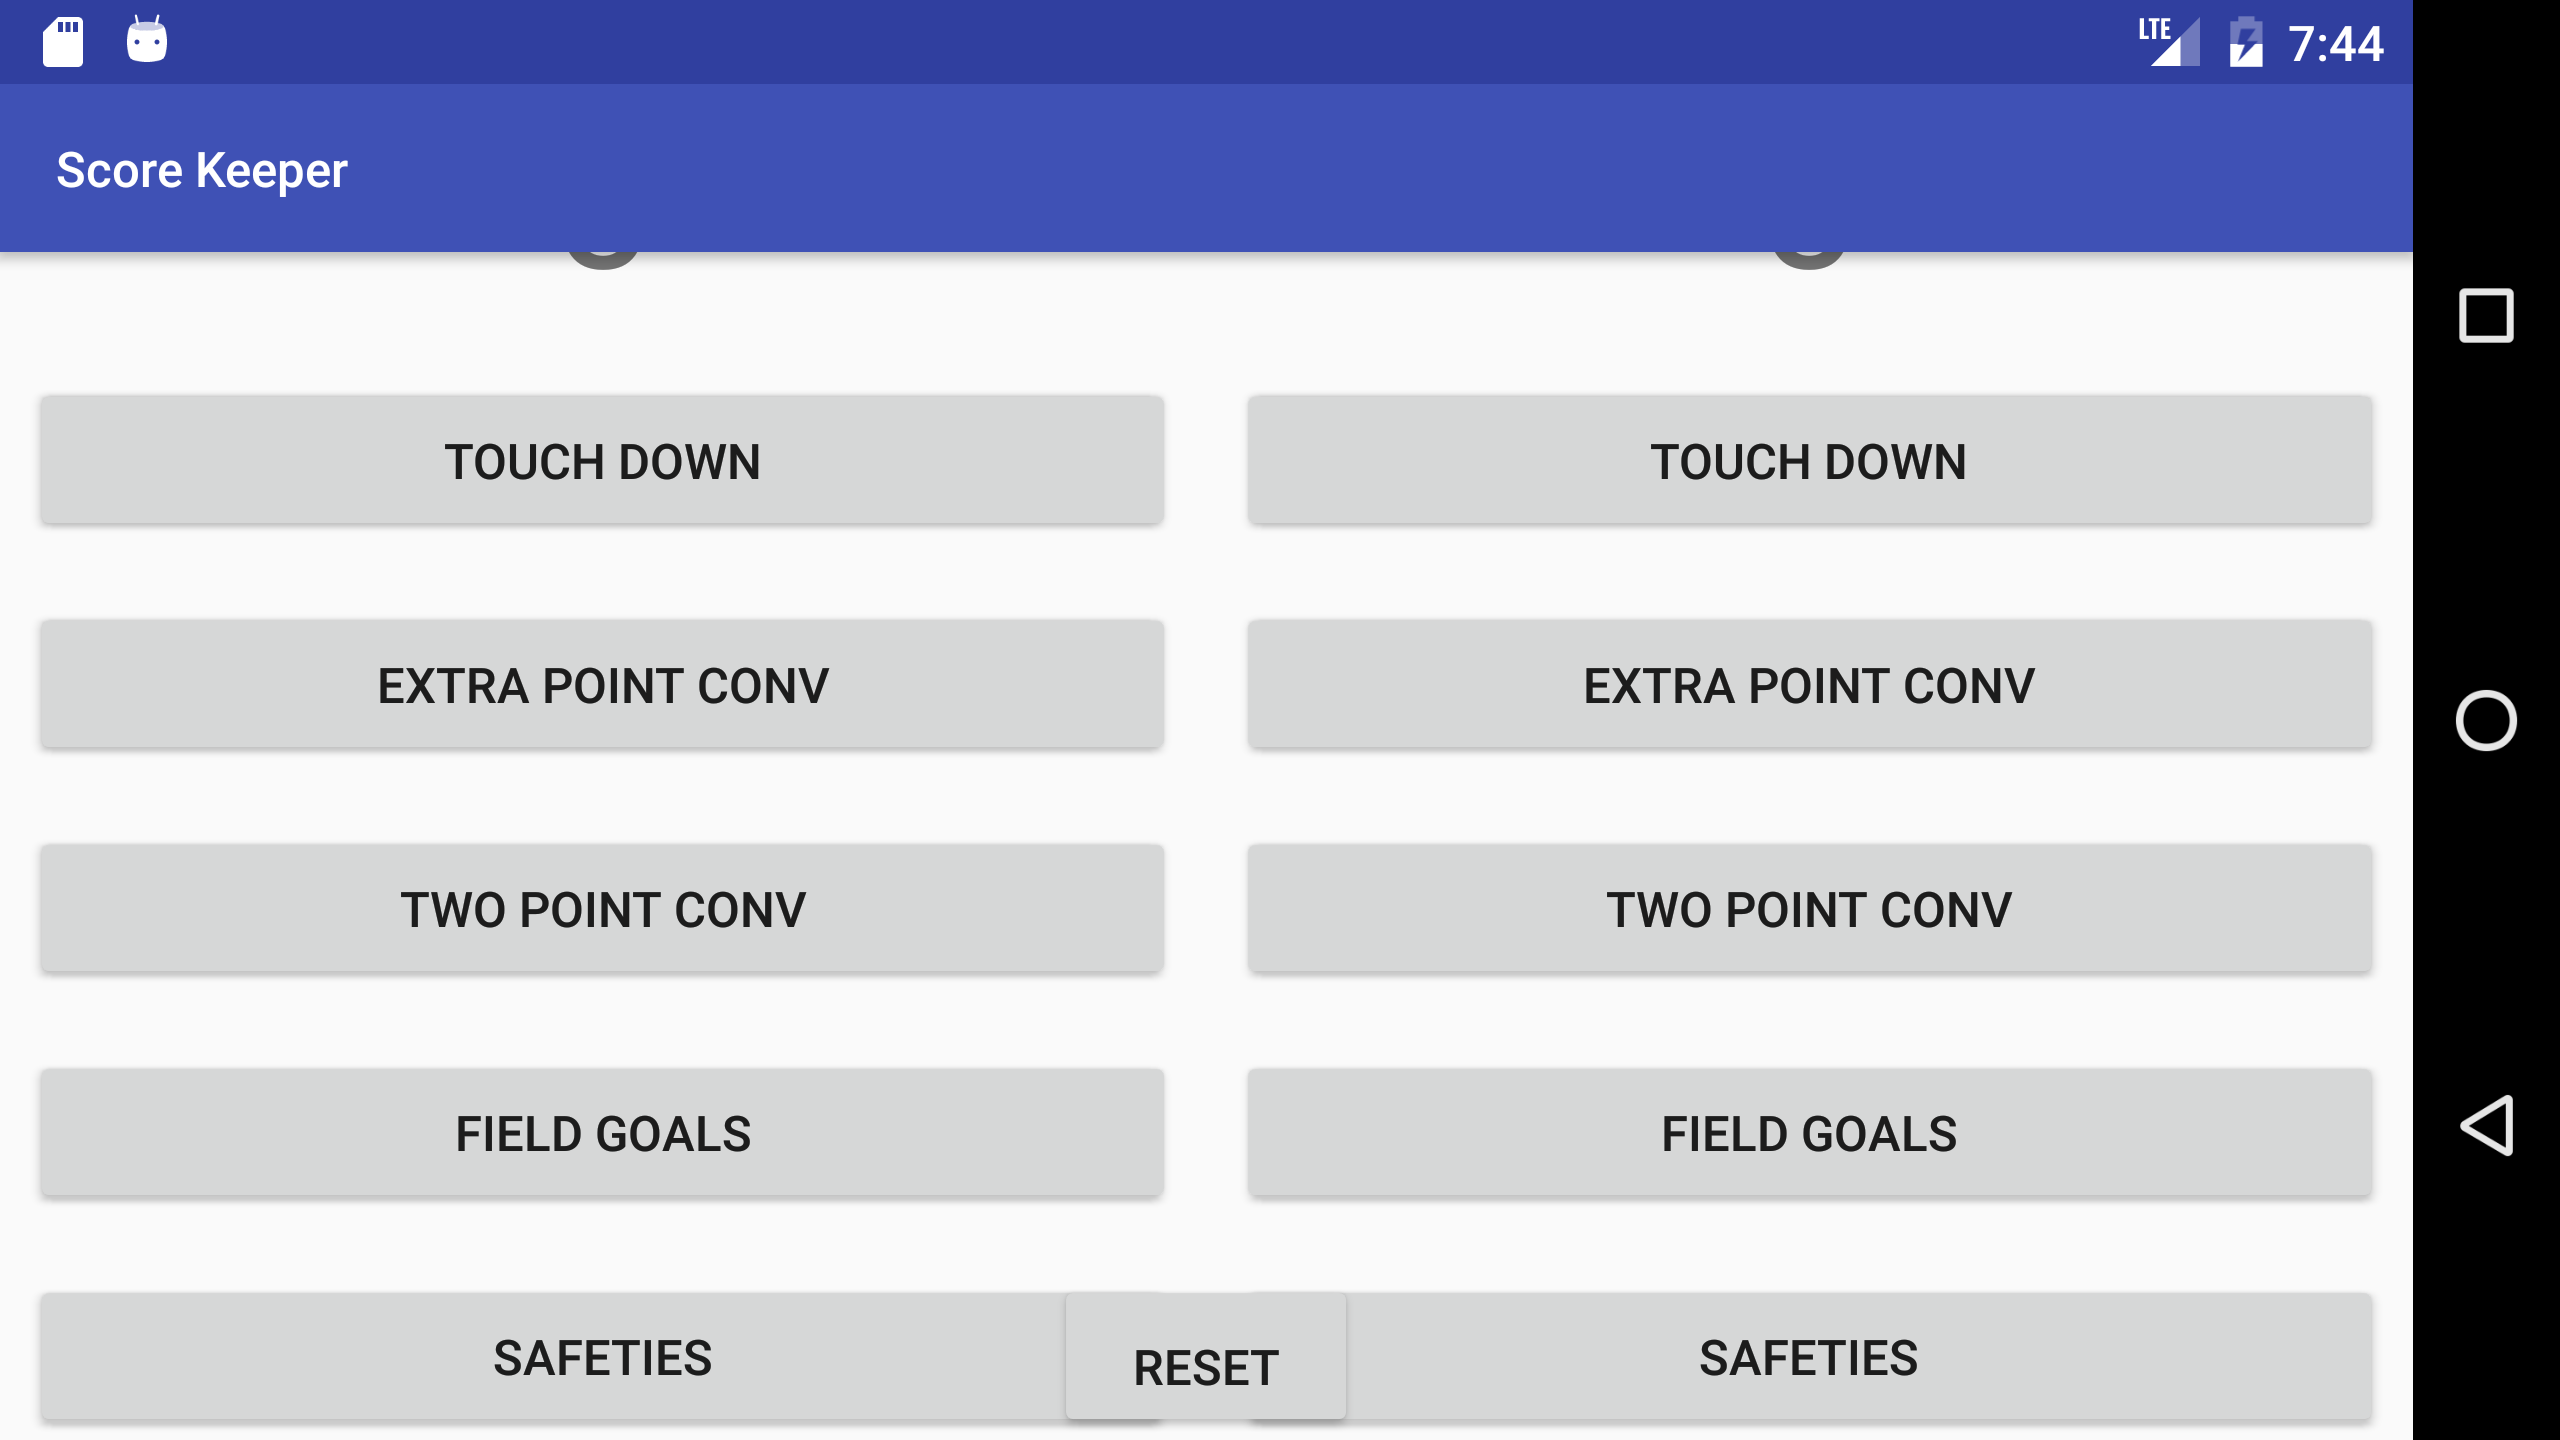 LTE 7:44
Score Keeper
TOUCH DOWN TOUCH DOWN
EXTRA POINT CONV EXTRA POINT CONV
TWO POINT CONV TWO POINT CONV
FIELD GOALS FIELD GOALS
SAFETIES RESET SAFETIES